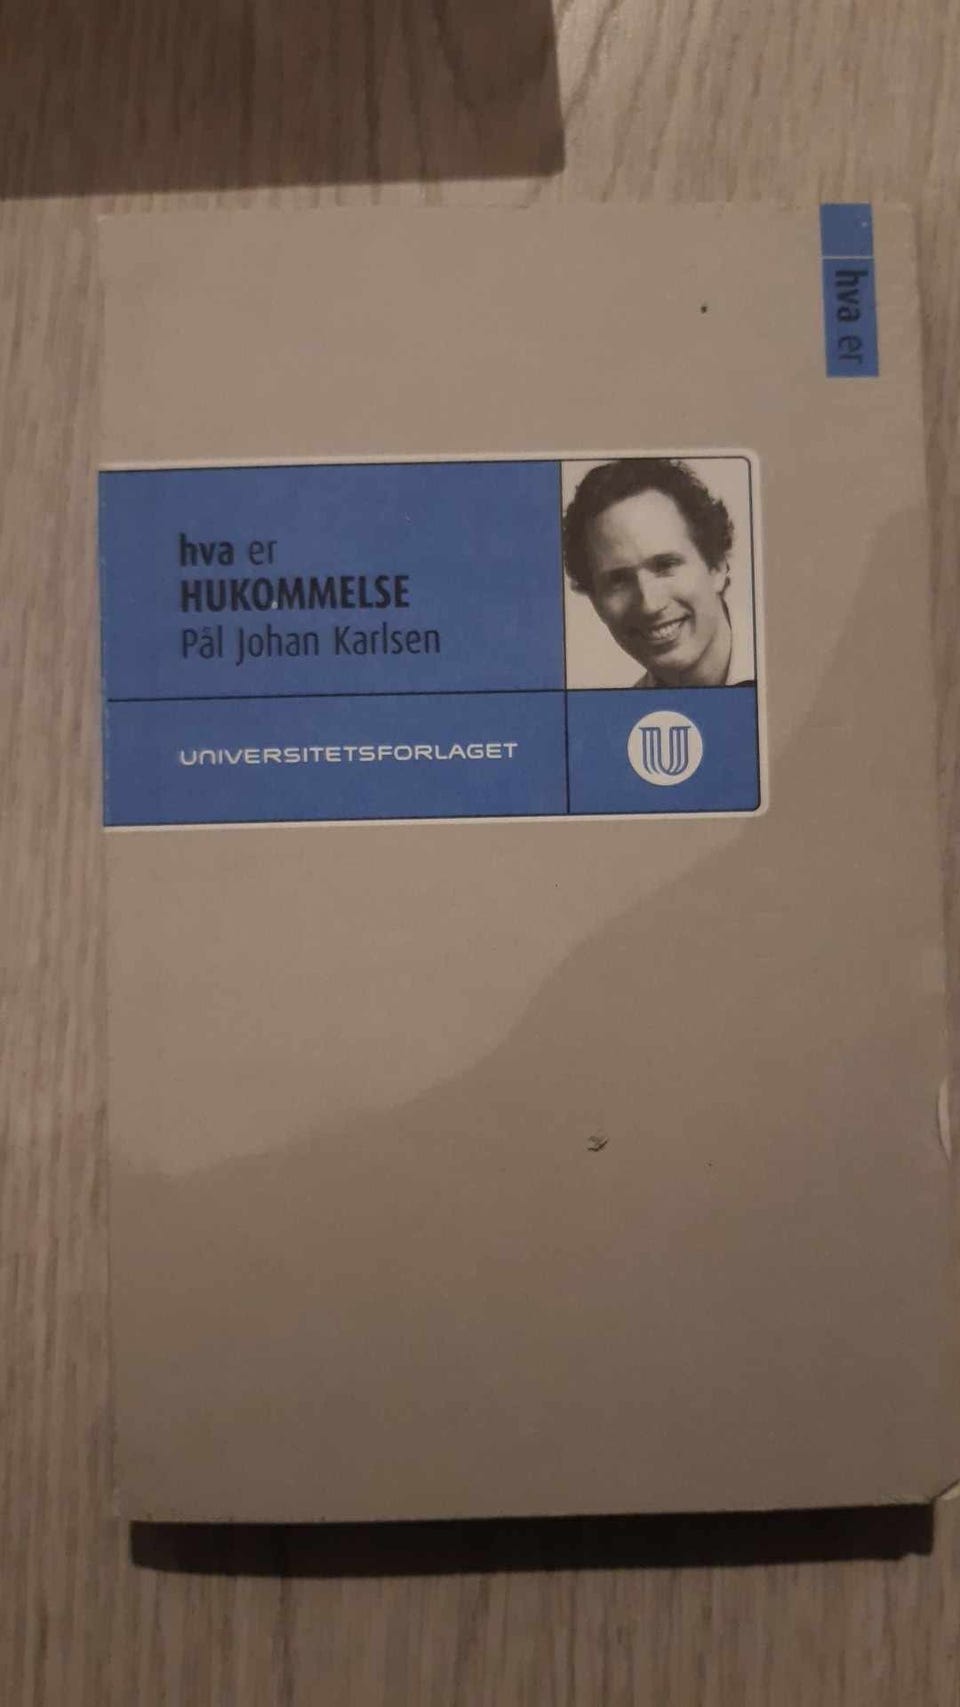 hva er
hva er
HUKOMMELSE
Pål Johan Karlsen
UNIVERSITETSFORLAGET
U